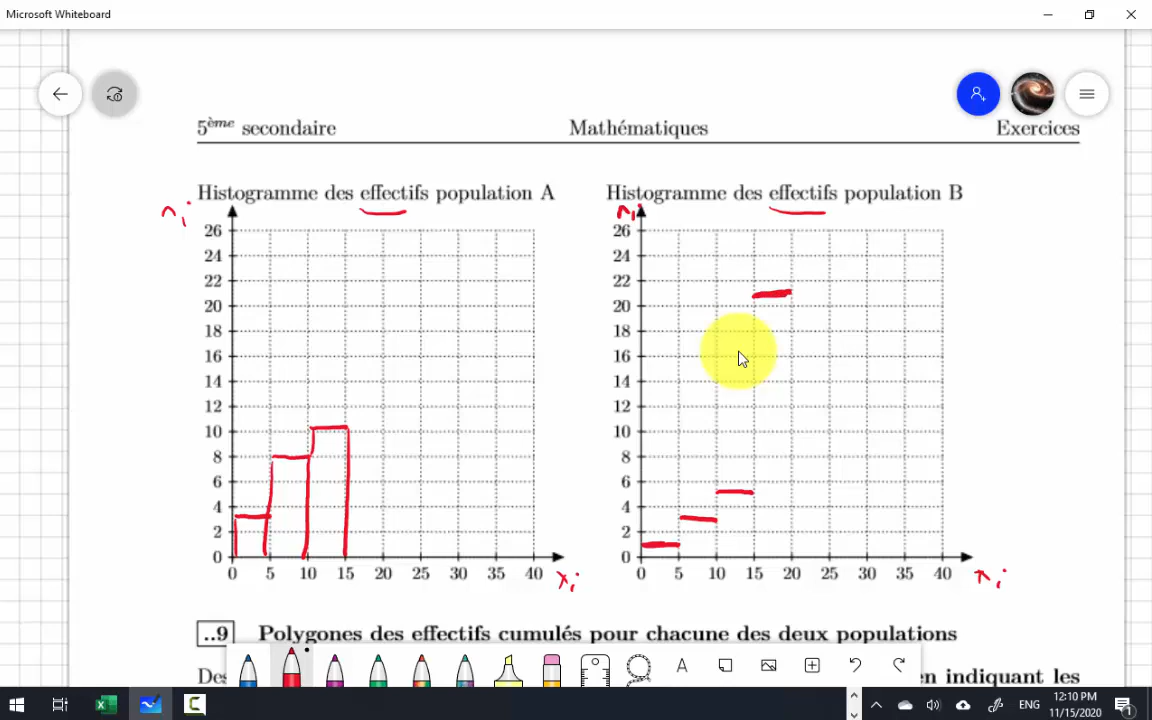 Microsoft Whiteboard
5ème secondaire Mathématiques Exercices
Histogramme des effectifs population A
Histogramme des effectifs population B
ni
26
24
22
20
18
16
14
12
10
8
6
4
2
0
0 5 10 15 20 25 30 35 40
xi
ni
26
24
22
20
18
16
14
12
10
8
6
4
2
0
0 5 10 15 20 25 30 35 40
xi
..9 Polygones des effectifs cumulés pour chacune des deux populations
en indiquant les
A
ENG
12:10 PM
11/15/2020
1